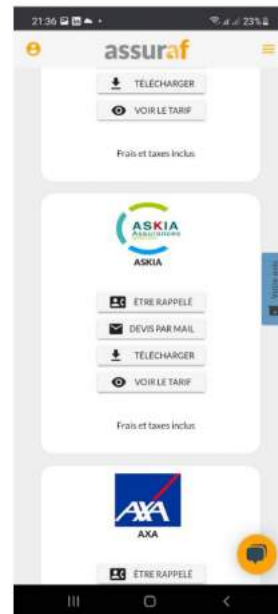 21:36
23%
assuraf
TÉLÉCHARGER
VOIR LE TARIF
Frais et taxes inclus
ASKIA
Assurances
ASKIA
ÊTRE RAPPELÉ
DEVIS PAR MAIL
TÉLÉCHARGER
VOIR LE TARIF
Frais et taxes inclus
AXA
AXA
ÊTRE RAPPELÉ